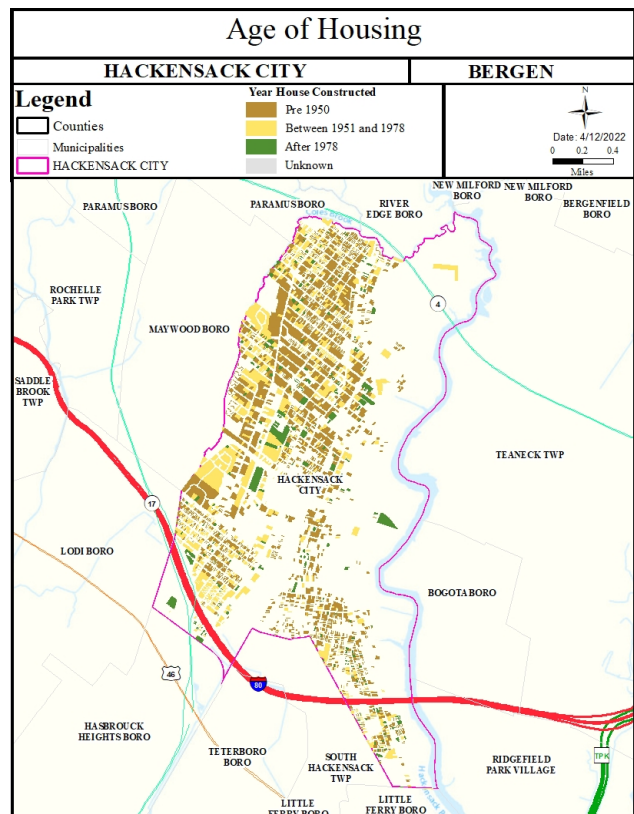 Age of Housing
HACKENSACK CITY
BERGEN
Legend
Counties
Municipalities
HACKENSACK CITY
Year House Constructed
Pre 1950
Between 1951 and 1978
After 1978
Unknown
N
Date: 4/12/2022
0 0.2 0.4
Miles
PARAMUS BORO
PARAMUS BORO
RIVER
EDGE BORO
NEW MILFORD
BORO
NEW MILFORD
BORO
BERGENFIELD
BORO
ROCHELLE
PARK TWP
MAYWOOD BORO
4
SADDLE
BROOK
TWP
TEANECK TWP
HACKENSACK
CITY
17
LODI BORO
BOGOTA BORO
46
80
HASBROUCK
HEIGHTS BORO
TETERBORO
BORO
SOUTH
HACKENSACK
TWP
RIDGEFIELD
PARK VILLAGE
TPK
LITTLE
FERRY BORO
LITTLE
FERRY BORO